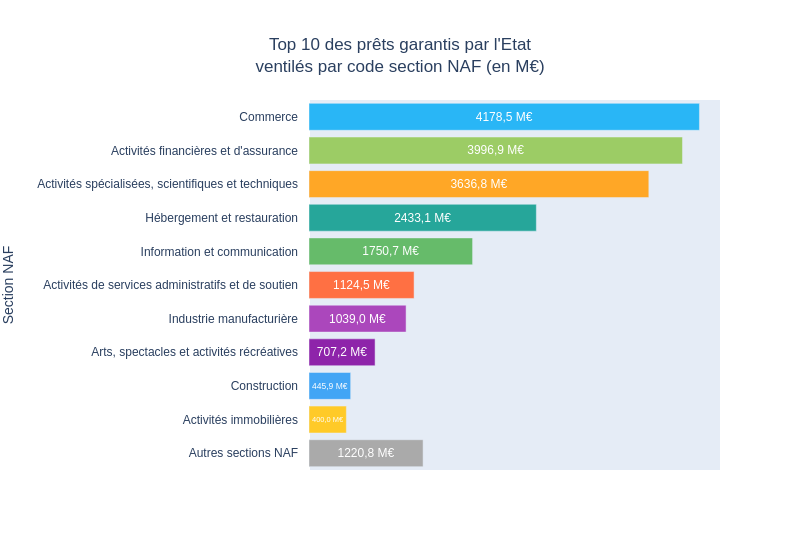 Top 10 des prêts garantis par l'Etat
ventilés par code section NAF (en M€)
Section NAF
Commerce 4178,5 M€
Activités financières et d'assurance 3996,9 M€
Activités spécialisées, scientifiques et techniques 3636,8 M€
Hébergement et restauration 2433,1 M€
Information et communication 1750,7 M€
Activités de services administratifs et de soutien 1124,5 M€
Industrie manufacturière 1039,0 M€
Arts, spectacles et activités récréatives 707,2 M€
Construction 445,9 M€
Activités immobilières 400,0 M€
Autres sections NAF 1220,8 M€